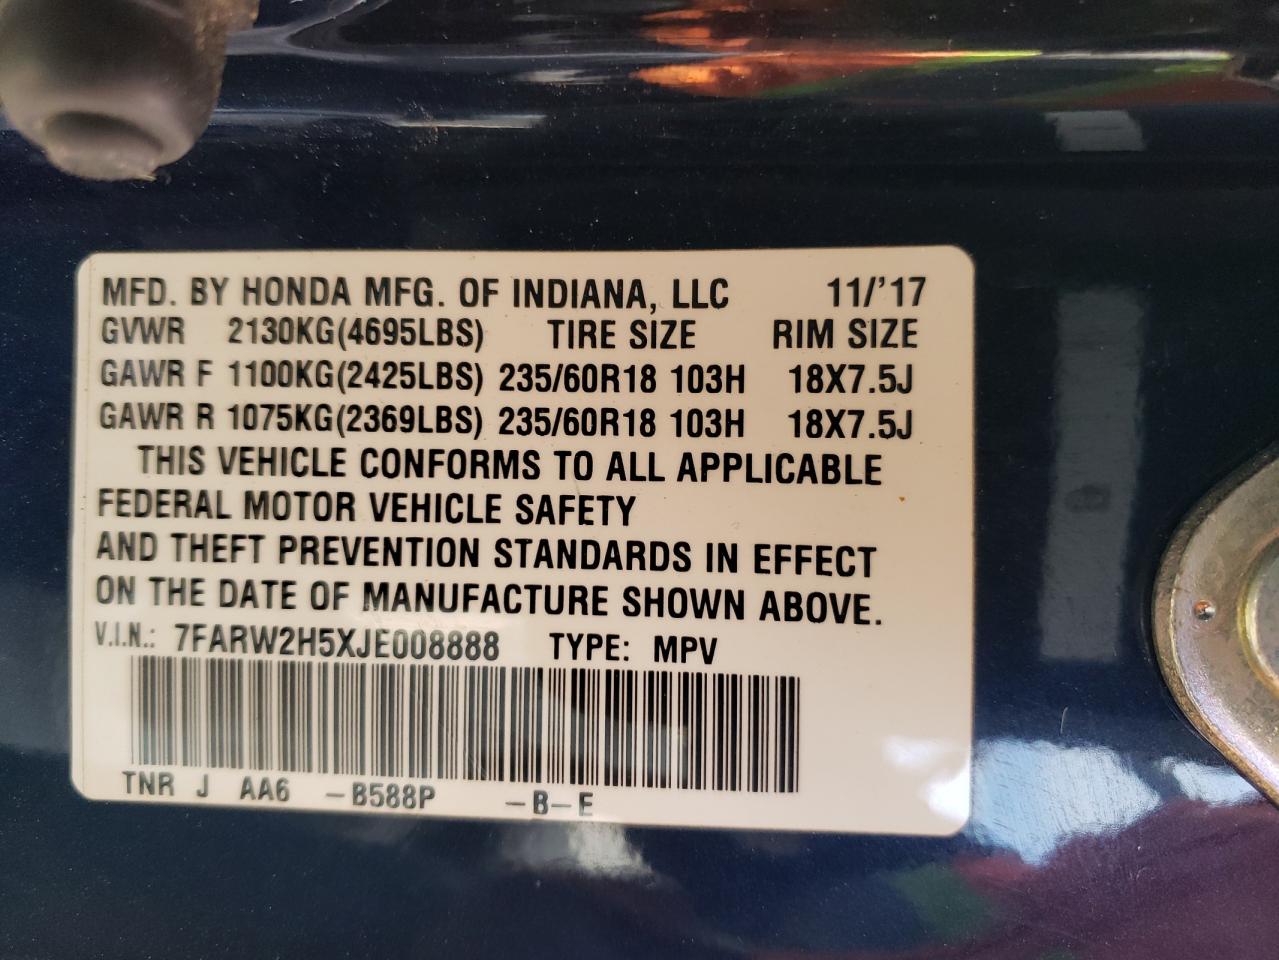 MFD. BY HONDA MFG. OF INDIANA, LLC 11/'17
GVWR 2130KG(4695LBS) TIRE SIZE RIM SIZE
GAWR F 1100KG(2425LBS) 235/60R18 103H 18X7.5J
GAWR R 1075KG(2369LBS) 235/60R18 103H 18X7.5J
THIS VEHICLE CONFORMS TO ALL APPLICABLE
FEDERAL MOTOR VEHICLE SAFETY
AND THEFT PREVENTION STANDARDS IN EFFECT
ON THE DATE OF MANUFACTURE SHOWN ABOVE.
V.I.N.: 7FARW2H5XJE008888 TYPE: MPV
TNR J AA6 –B588P –B–E